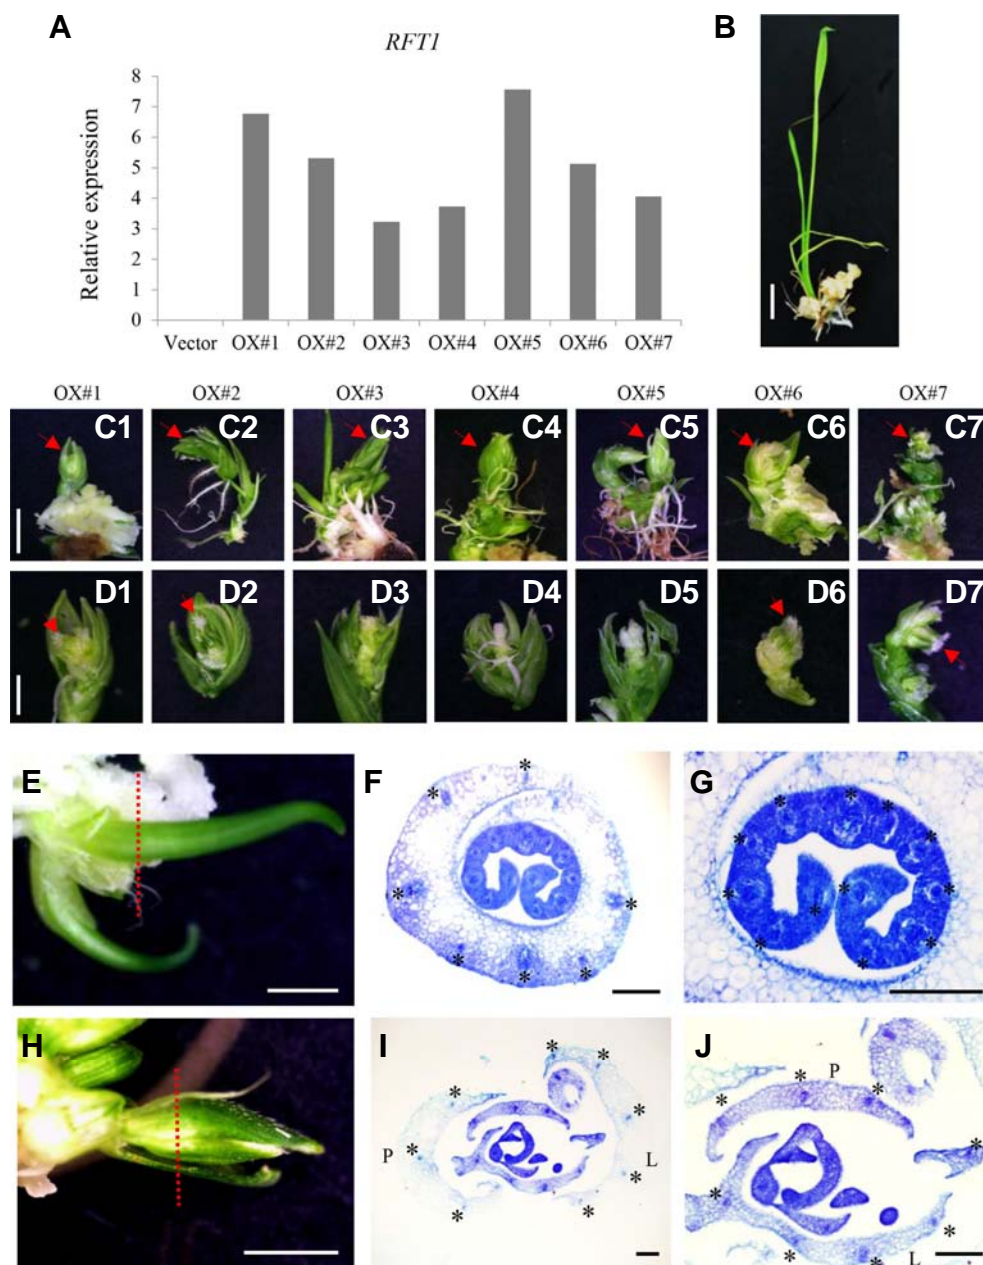 A
B
RFT1
Relative expression
8
7
6
5
4
3
2
1
0
Vector OX#1 OX#2 OX#3 OX#4 OX#5 OX#6 OX#7
OX#1 OX#2 OX#3 OX#4 OX#5 OX#6 OX#7
C1 C2 C3 C4 C5 C6 C7
D1 D2 D3 D4 D5 D6 D7
E F G
* * * * * * * *
* * * * * * * * * * *
H I J
P L
* * * * * * * * *
P L
* * * * * * * *